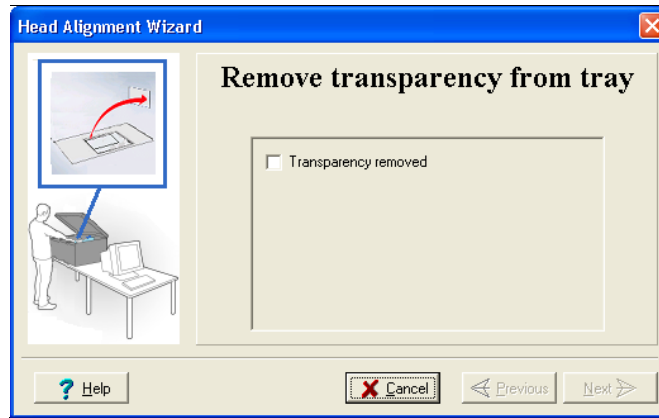 Head Alignment Wizard
Remove transparency from tray
Transparency removed
? Help
Cancel
Previous
Next